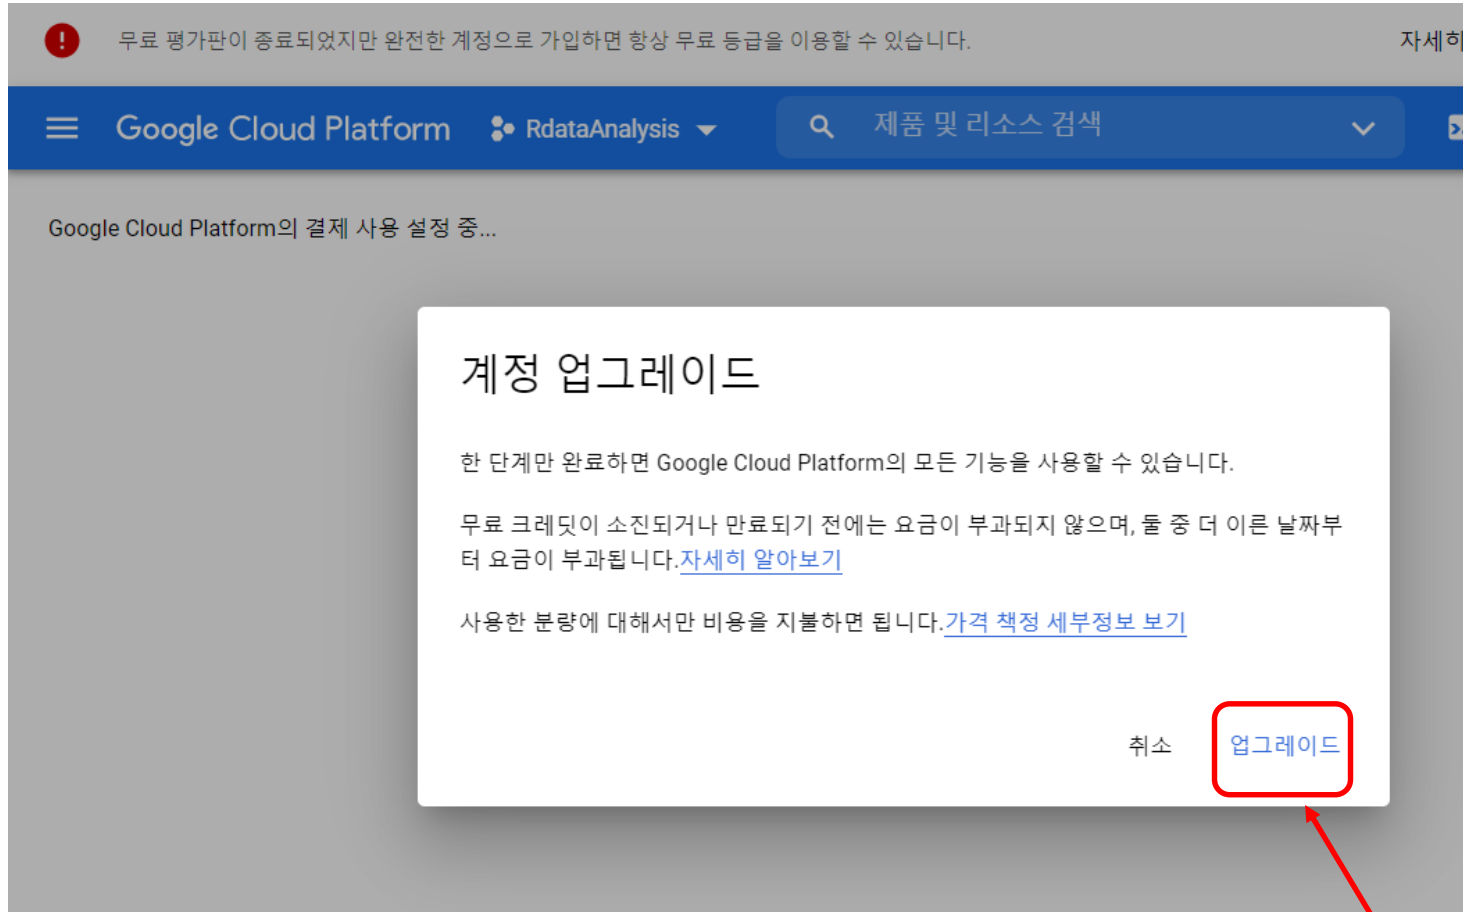 무료 평가판이 종료되었지만 완전한 계정으로 가입하면 항상 무료 등급을 이용할 수 있습니다.
자세히
Google Cloud Platform RdataAnalysis 제품 및 리소스 검색
Google Cloud Platform의 결제 사용 설정 중...
계정 업그레이드
한 단계만 완료하면 Google Cloud Platform의 모든 기능을 사용할 수 있습니다.
무료 크레딧이 소진되거나 만료되기 전에는 요금이 부과되지 않으며, 둘 중 더 이른 날짜부
터 요금이 부과됩니다.자세히 알아보기
사용한 분량에 대해서만 비용을 지불하면 됩니다.가격 책정 세부정보 보기
취소 업그레이드